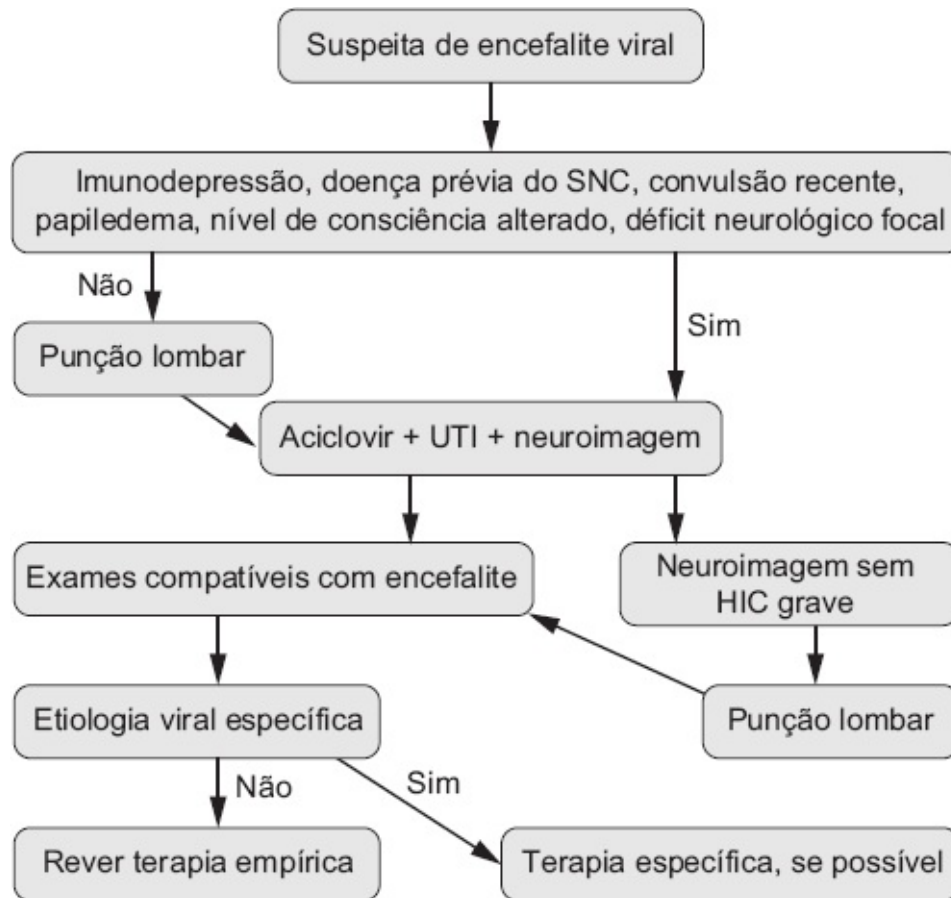 Suspeita de encefalite viral
Imunodepressão, doença prévia do SNC, convulsão recente,
papiledema, nível de consciência alterado, déficit neurológico focal
Não
Sim
Punção lombar
Aciclovir + UTI + neuroimagem
Exames compatíveis com encefalite
Neuroimagem sem
HIC grave
Etiologia viral específica
Punção lombar
Não
Sim
Rever terapia empírica
Terapia específica, se possível